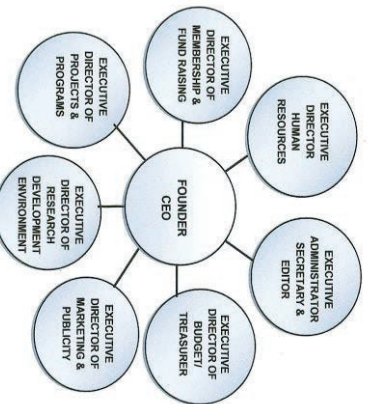 EXECUTIVE
DIRECTOR
HUMAN
RESOURCES
EXECUTIVE
ADMINISTRATOR
SECRETARY &
EDITOR
EXECUTIVE
DIRECTOR OF
MEMBERSHIP &
FUND RAISING
FOUNDER
CEO
EXECUTIVE
DIRECTOR OF
BUDGET/
TREASURER
EXECUTIVE
DIRECTOR OF
PROJECTS &
PROGRAMS
EXECUTIVE
DIRECTOR OF
RESEARCH
DEVELOPMENT
ENVIRONMENT
EXECUTIVE
DIRECTOR OF
MARKETING &
PUBLICITY